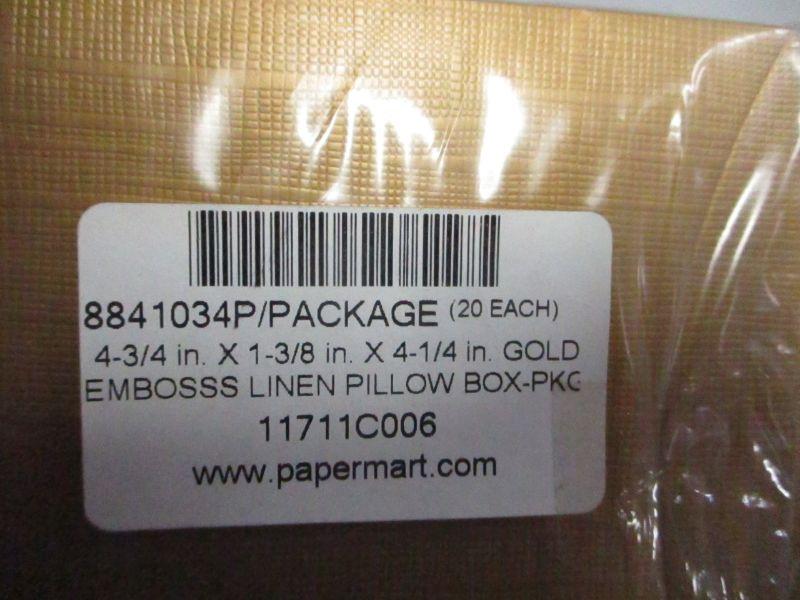 8841034P/PACKAGE (20 EACH)
4-3/4 in. X 1-3/8 in. X 4-1/4 in. GOLD
EMBOSSS LINEN PILLOW BOX-PKG
11711C006
www.papermart.com